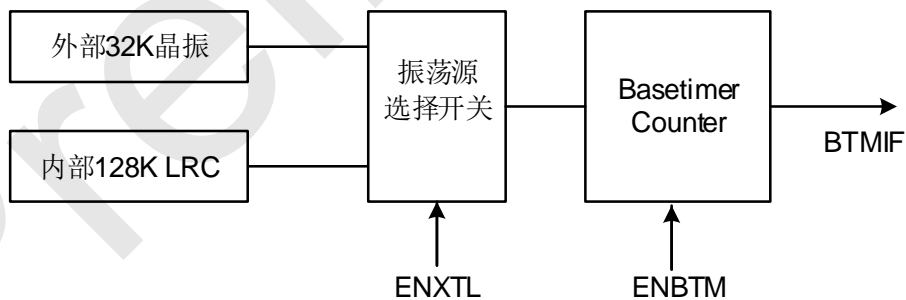 外部32K晶振
内部128K LRC
振荡源
选择开关
Basetimer
Counter
BTMIF
ENXTL
ENBTM